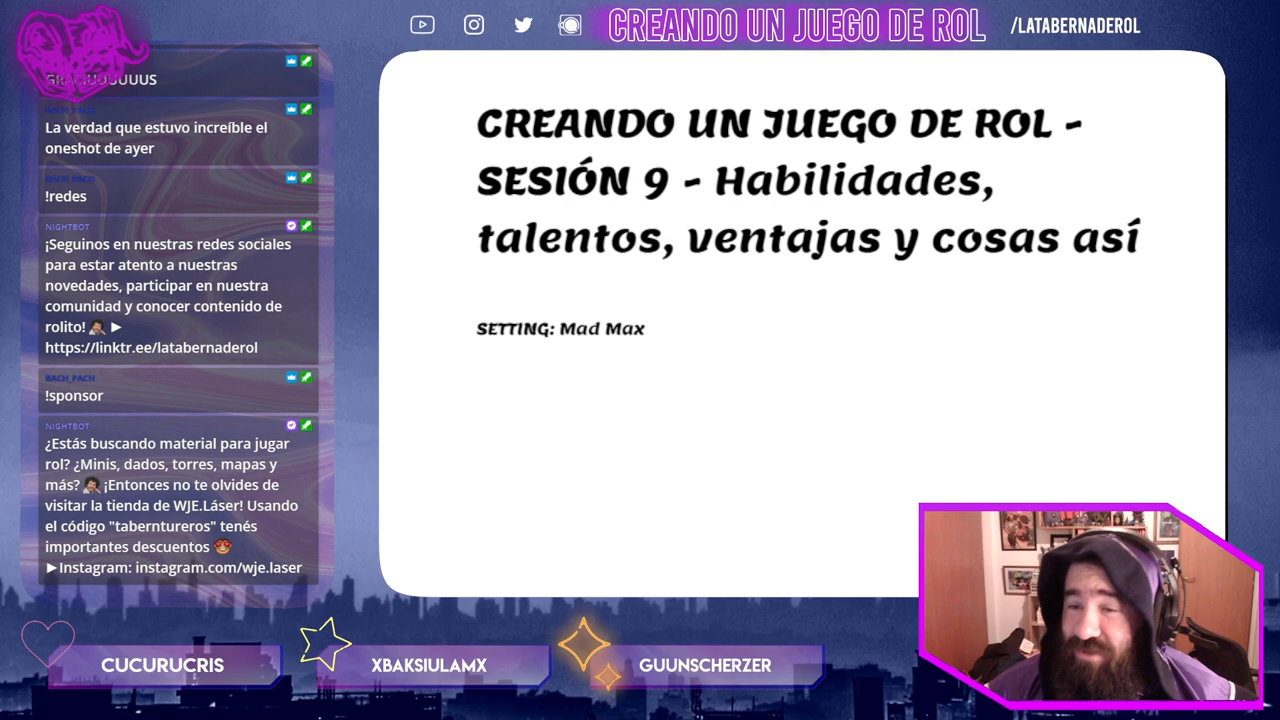 CREANDO UN JUEGO DE ROL
/LATABERNADEROL
GRACIUUUUUUS
BACH_PACH
La verdad que estuvo increíble el
oneshot de ayer
BACH_PACH
!redes
NIGHTBOT
¡Seguinos en nuestras redes sociales
para estar atento a nuestras
novedades, participar en nuestra
comunidad y conocer contenido de
rolito! ►
https://linktr.ee/latabernaderol
BACH_PACH
!sponsor
NIGHTBOT
¿Estás buscando material para jugar
rol? ¿Minis, dados, torres, mapas y
más? ¡Entonces no te olvides de
visitar la tienda de WJE.Láser! Usando
el código "taberntureros" tenés
importantes descuentos
►Instagram: instagram.com/wje.laser
CREANDO UN JUEGO DE ROL -
SESIÓN 9 - Habilidades,
talentos, ventajas y cosas así
SETTING: Mad Max
CUCURUCRIS
XBAKSIULAMX
GUUNSCHERZER